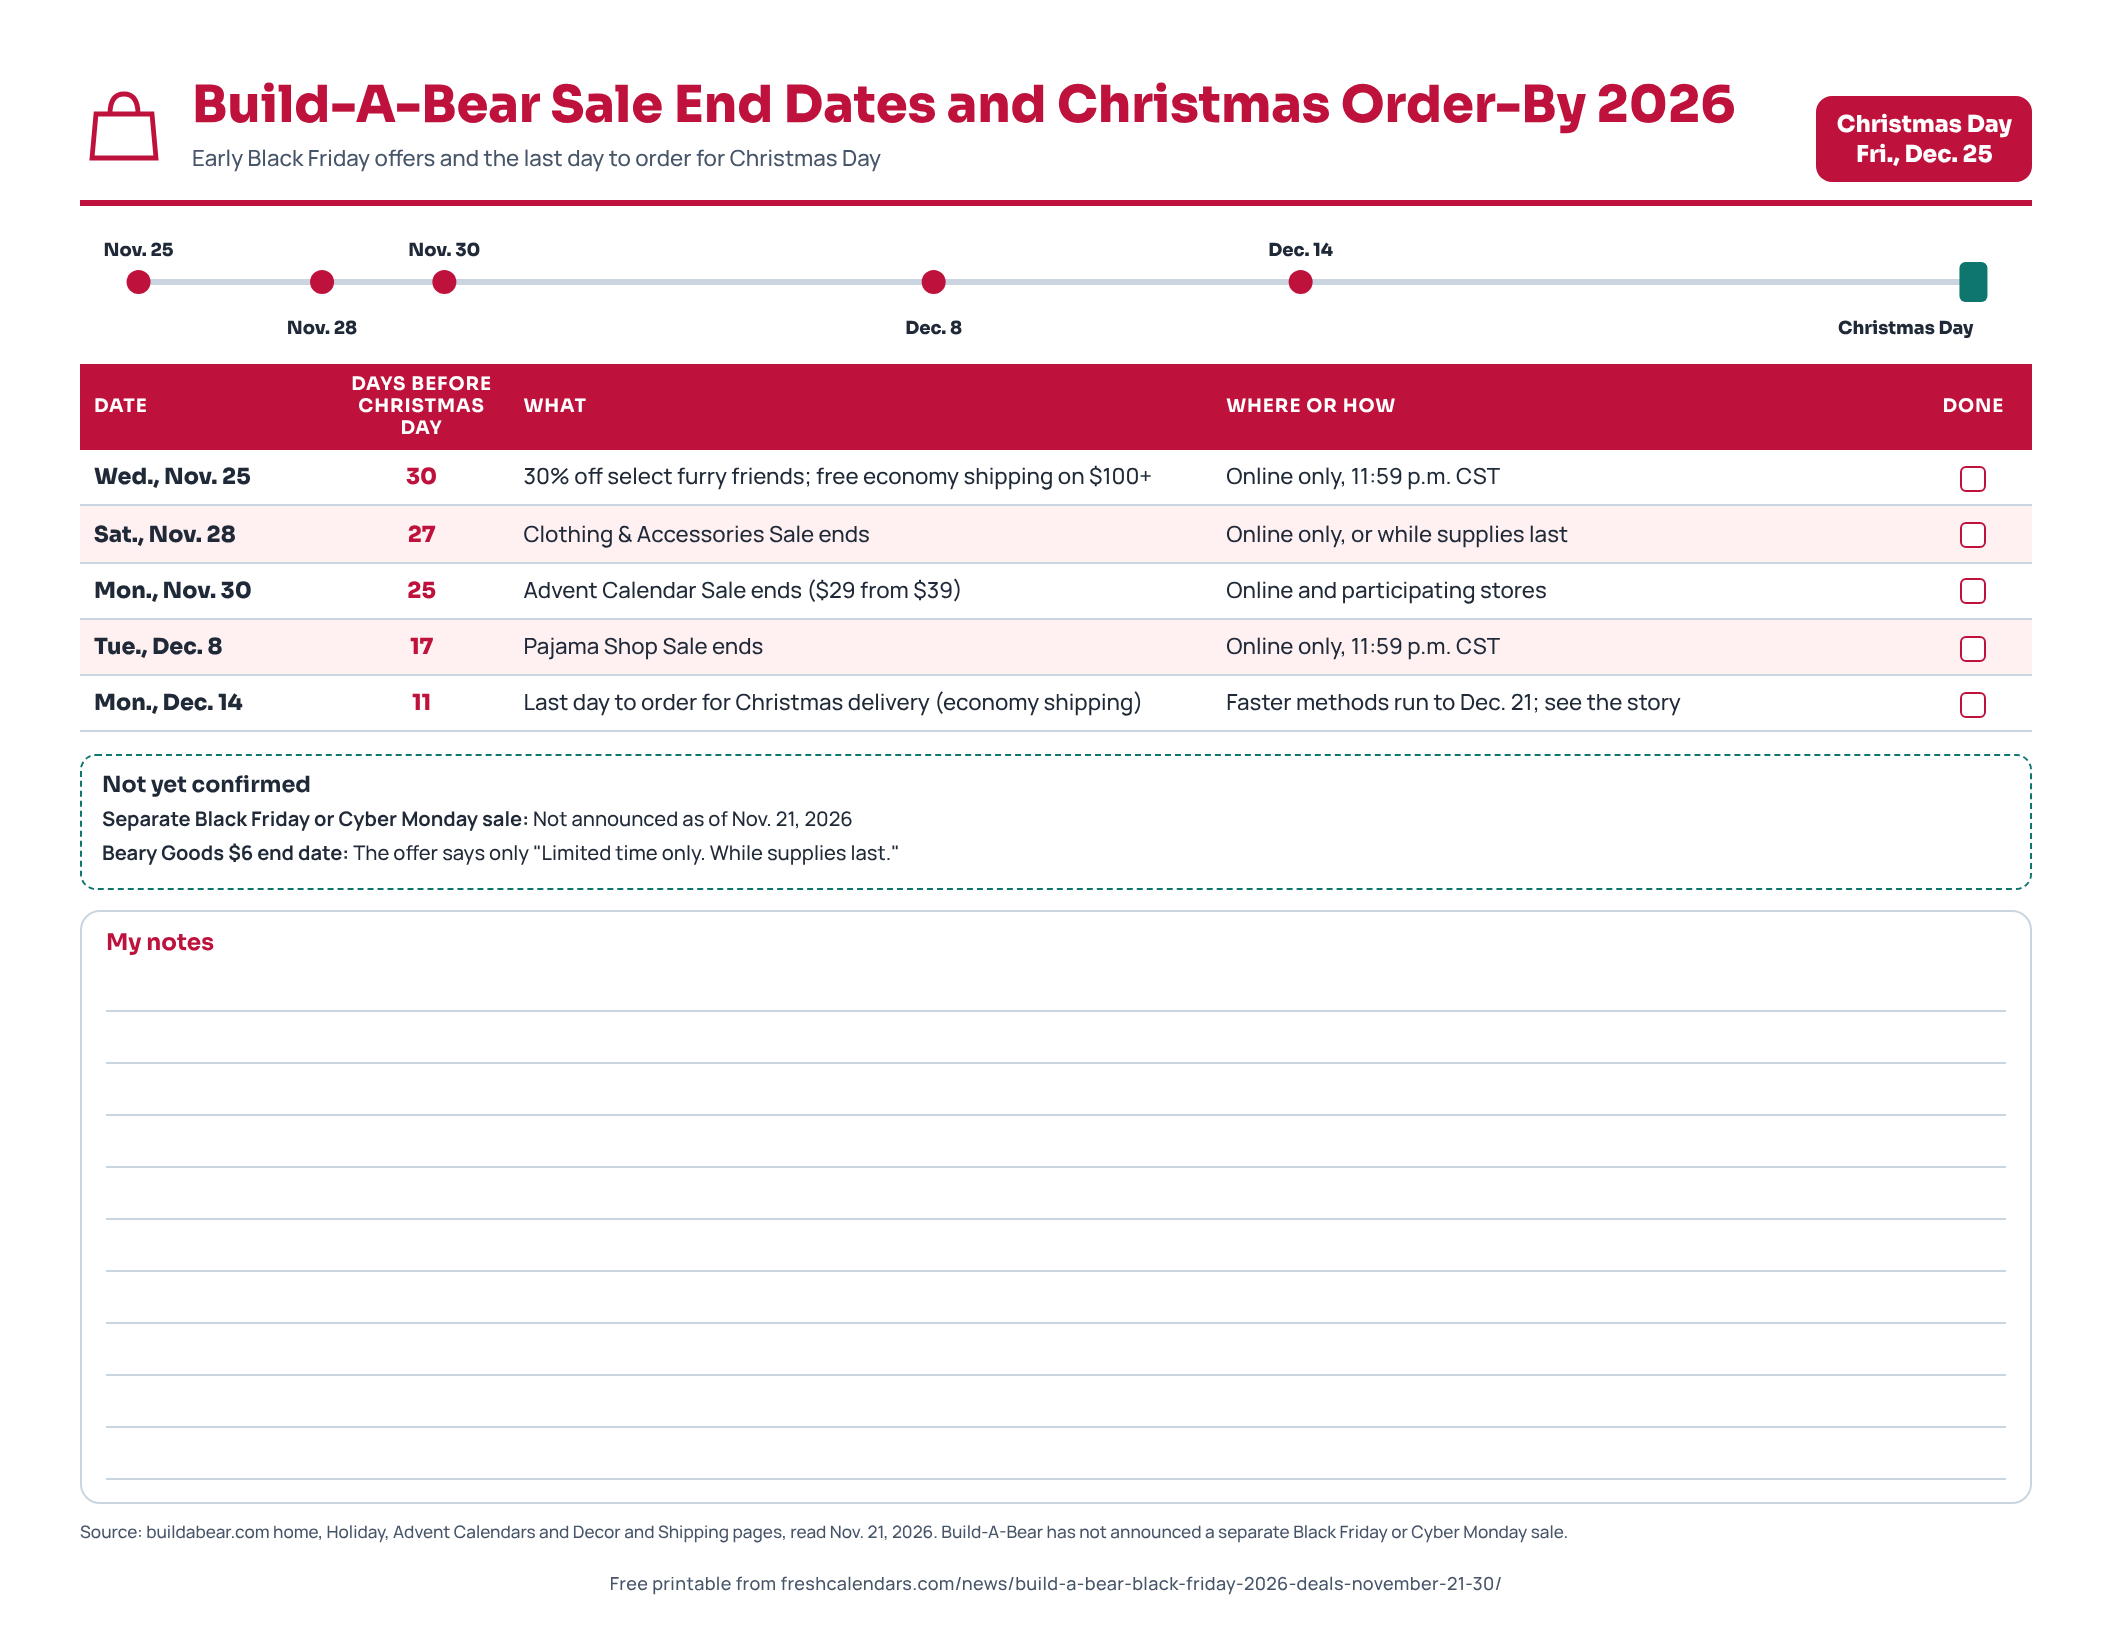 Build-A-Bear Sale End Dates and Christmas Order-By 2026
Early Black Friday offers and the last day to order for Christmas Day
Christmas Day
Fri., Dec. 25
Nov. 25
Nov. 30
Dec. 14
Nov. 28
Dec. 8
Christmas Day
DATE
DAYS BEFORE
CHRISTMAS
DAY
WHAT
WHERE OR HOW
DONE
Wed., Nov. 25 30 30% off select furry friends; free economy shipping on $100+ Online only, 11:59 p.m. CST
Sat., Nov. 28 27 Clothing & Accessories Sale ends Online only, or while supplies last
Mon., Nov. 30 25 Advent Calendar Sale ends ($29 from $39) Online and participating stores
Tue., Dec. 8 17 Pajama Shop Sale ends Online only, 11:59 p.m. CST
Mon., Dec. 14 11 Last day to order for Christmas delivery (economy shipping) Faster methods run to Dec. 21; see the story
Not yet confirmed
Separate Black Friday or Cyber Monday sale: Not announced as of Nov. 21, 2026
Beary Goods $6 end date: The offer says only "Limited time only. While supplies last."
My notes
Source: buildabear.com home, Holiday, Advent Calendars and Decor and Shipping pages, read Nov. 21, 2026. Build-A-Bear has not announced a separate Black Friday or Cyber Monday sale.
Free printable from freshcalendars.com/news/build-a-bear-black-friday-2026-deals-november-21-30/